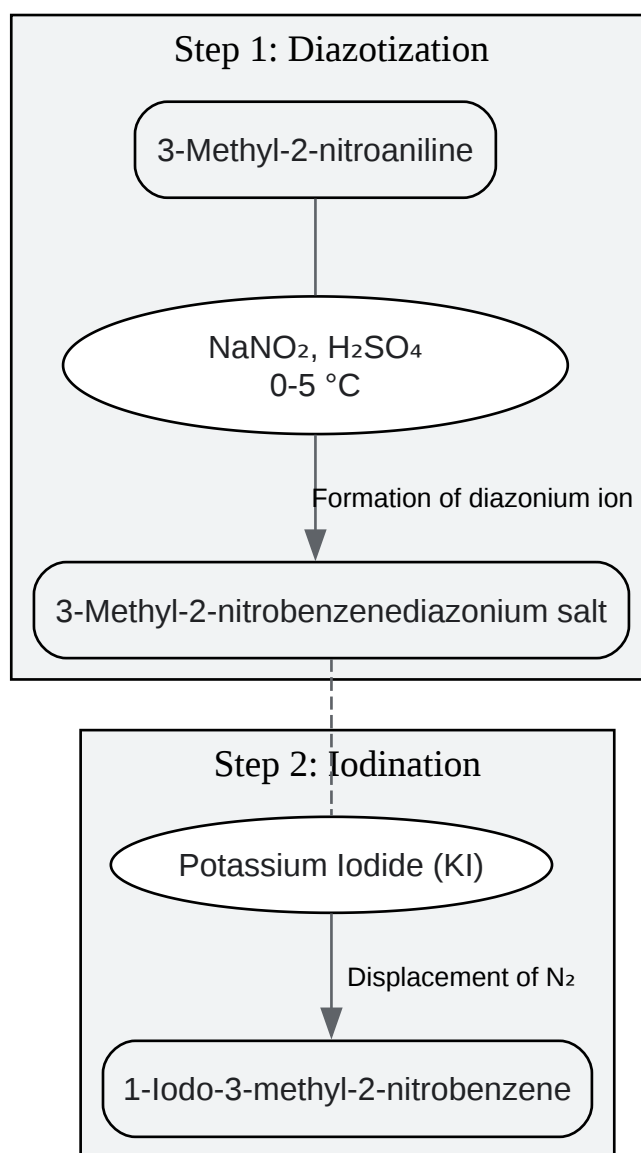 Step 1: Diazotization
3-Methyl-2-nitroaniline
NaNO₂, H₂SO₄
0-5 °C
Formation of diazonium ion
3-Methyl-2-nitrobenzenediazonium salt
Step 2: Iodination
Potassium Iodide (KI)
Displacement of N₂
1-Iodo-3-methyl-2-nitrobenzene